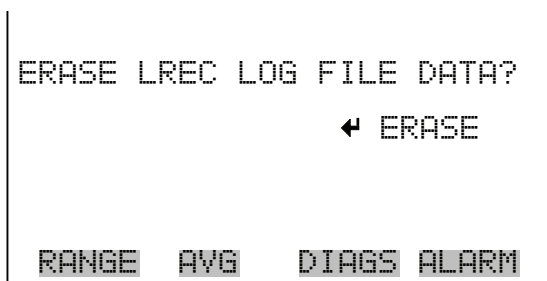 ERASE LREC LOG FILE DATA?
↵ ERASE
RANGE AVG DIAGS ALARM